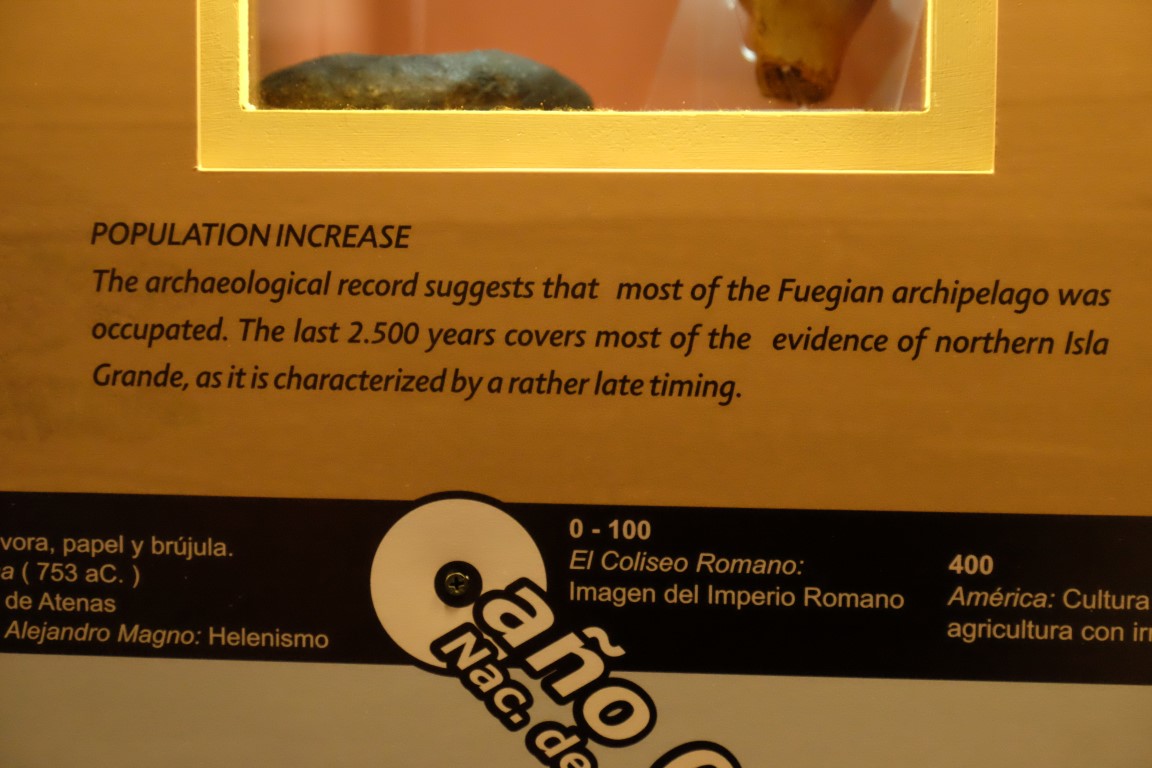 POPULATION INCREASE
The archaeological record suggests that most of the Fuegian archipelago was
occupated. The last 2.500 years covers most of the evidence of northern Isla
Grande, as it is characterized by a rather late timing.
vora, papel y brújula.
a ( 753 aC. )
de Atenas
Alejandro Magno: Helenismo
año
Nac. de
0 - 100
El Coliseo Romano:
Imagen del Imperio Romano
400
América: Cultura
agricultura con